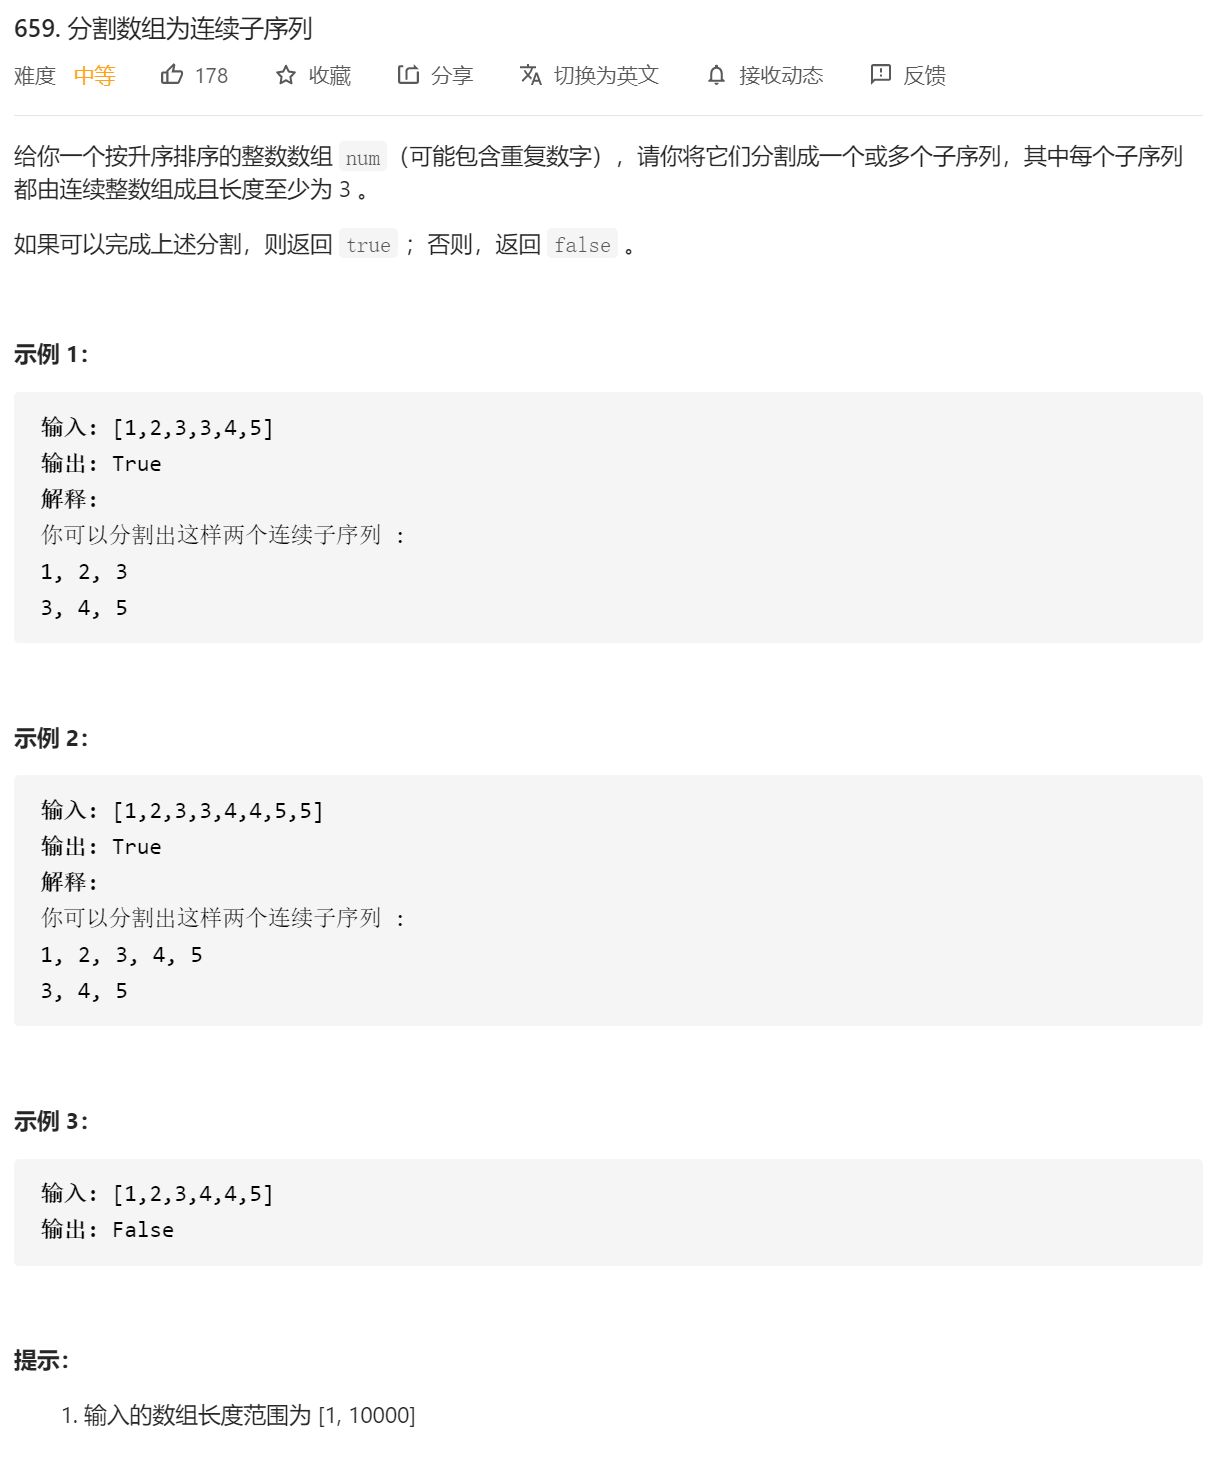 659. 分割数组为连续子序列
难度 中等 178 收藏 分享 切换为英文 接收动态 反馈
给你一个按升序排序的整数数组 num（可能包含重复数字），请你将它们分割成一个或多个子序列，其中每个子序列
都由连续整数组成且长度至少为 3 。
如果可以完成上述分割，则返回 true ；否则，返回 false 。
示例 1：
输入: [1,2,3,3,4,5]
输出: True
解释:
你可以分割出这样两个连续子序列 :
1, 2, 3
3, 4, 5
示例 2：
输入: [1,2,3,3,4,4,5,5]
输出: True
解释:
你可以分割出这样两个连续子序列 :
1, 2, 3, 4, 5
3, 4, 5
示例 3：
输入: [1,2,3,4,4,5]
输出: False
提示：
1. 输入的数组长度范围为 [1, 10000]